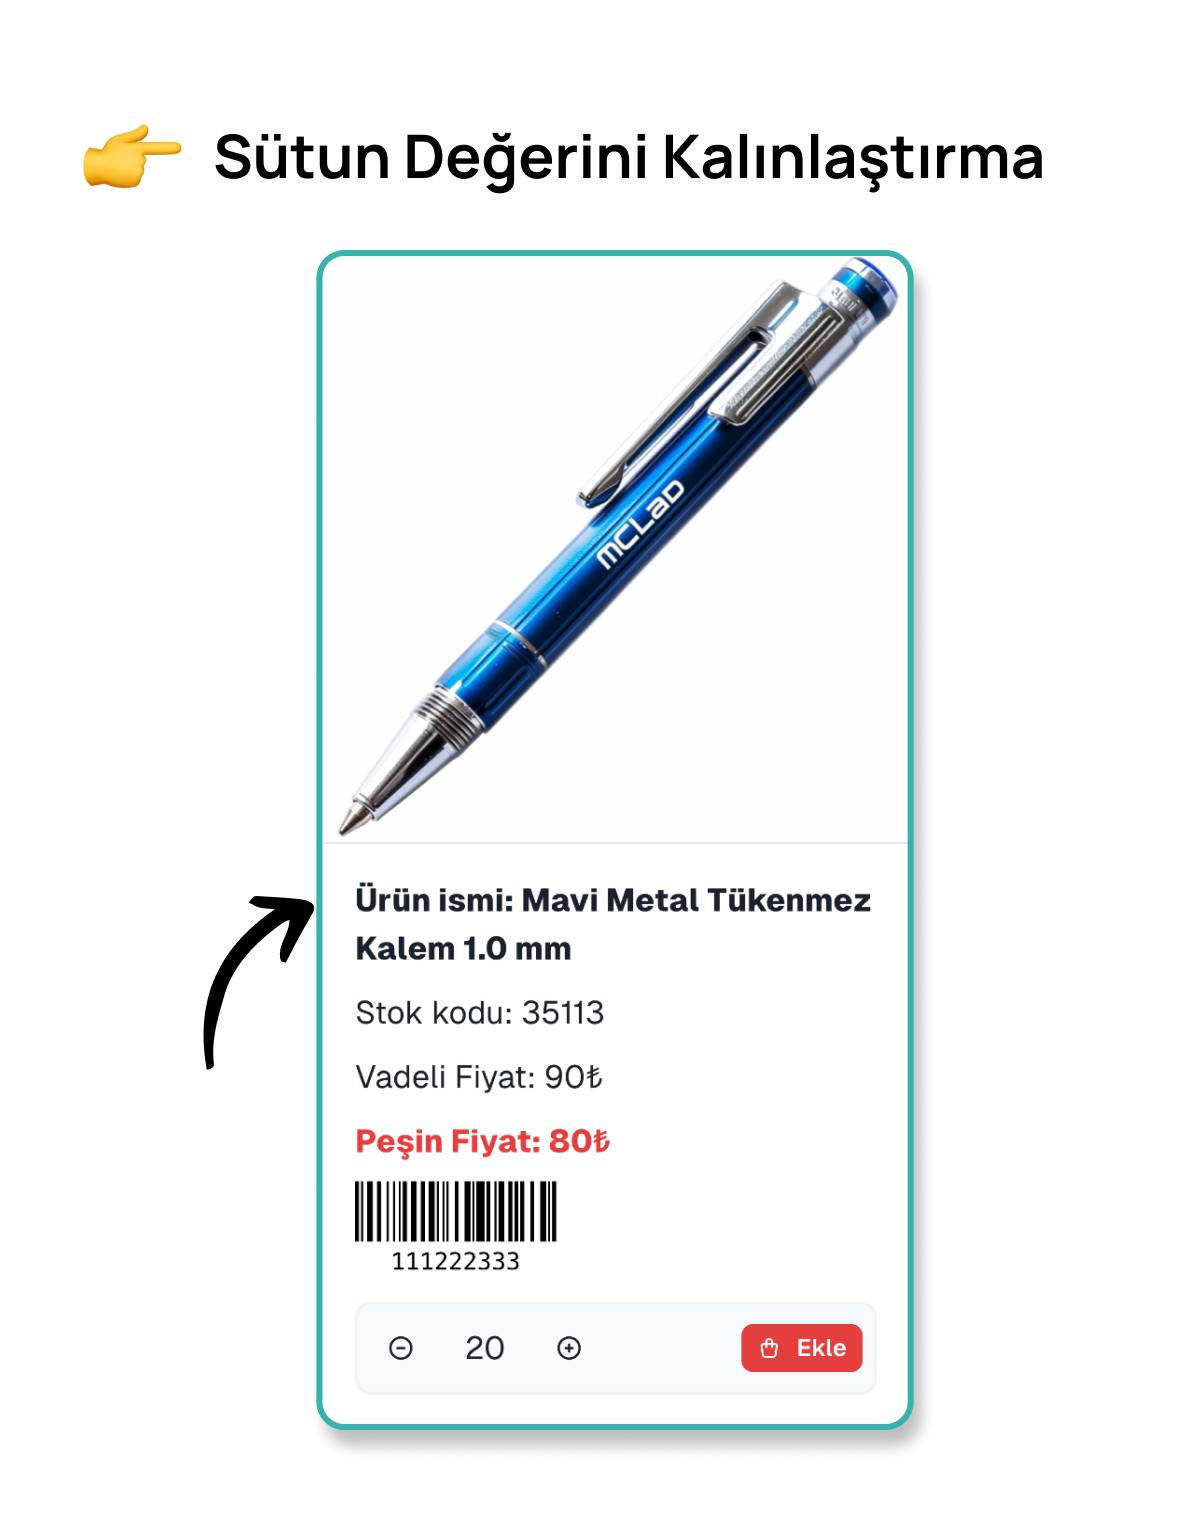 Sütun Değerini Kalınlaştırma
MCLaD
Ürün ismi: Mavi Metal Tükenmez
Kalem 1.0 mm
Stok kodu: 35113
Vadeli Fiyat: 90₺
Peşin Fiyat: 80₺
111222333
20
Ekle